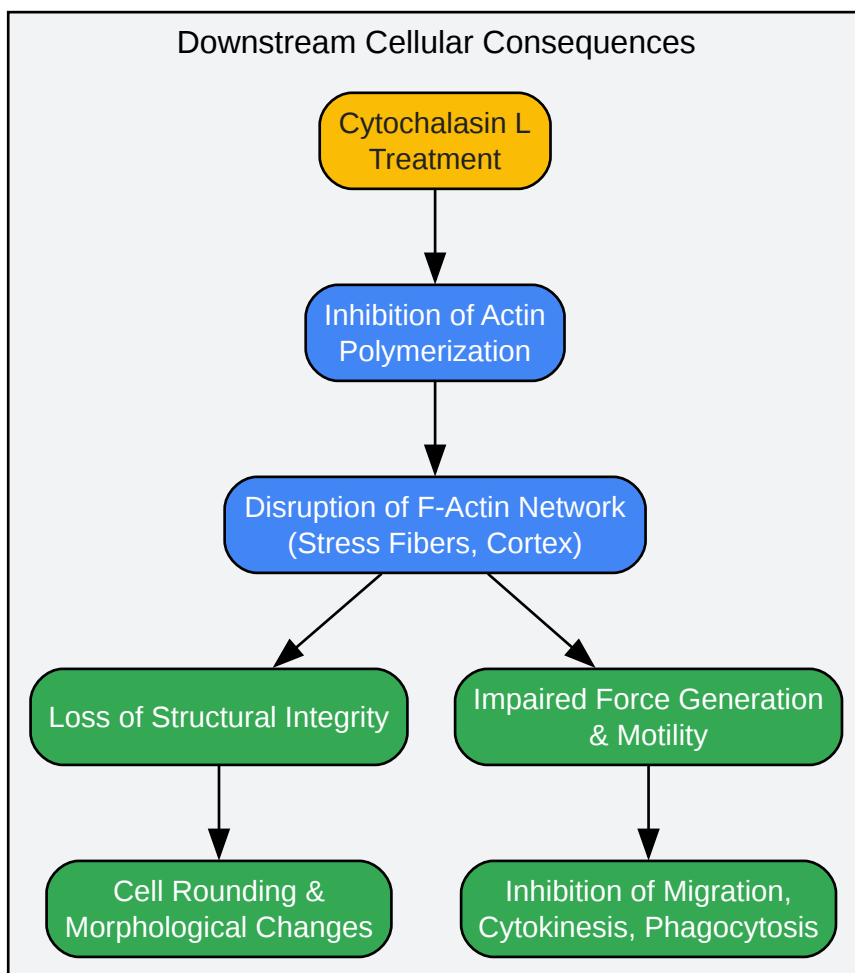 Downstream Cellular Consequences
Cytochalasin L
Treatment
Inhibition of Actin
Polymerization
Disruption of F-Actin Network
(Stress Fibers, Cortex)
Loss of Structural Integrity
Impaired Force Generation
& Motility
Cell Rounding &
Morphological Changes
Inhibition of Migration,
Cytokinesis, Phagocytosis